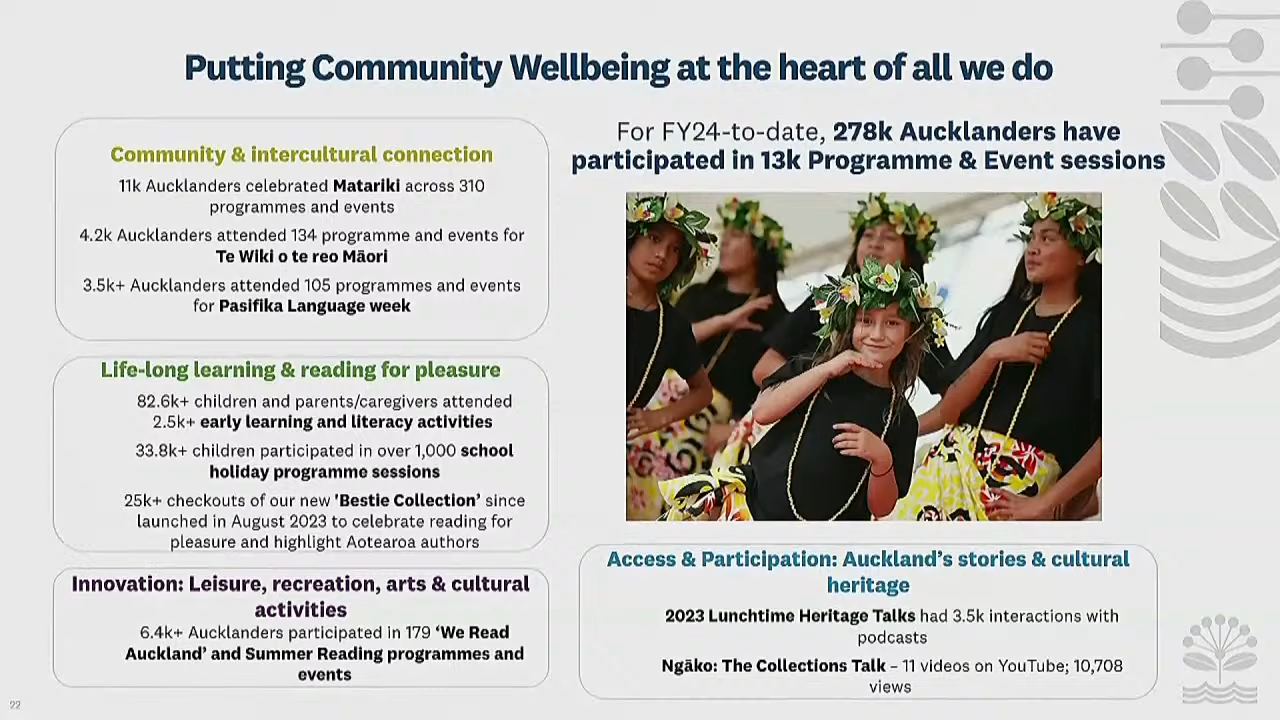 Putting Community Wellbeing at the heart of all we do
Community & intercultural connection
11k Aucklanders celebrated Matariki across 310
programmes and events
4.2k Aucklanders attended 134 programme and events for
Te Wiki o te reo Māori
3.5k+ Aucklanders attended 105 programmes and events
for Pasifika Language week
Life-long learning & reading for pleasure
82.6k+ children and parents/caregivers attended
2.5k+ early learning and literacy activities
33.8k+ children participated in over 1,000 school
holiday programme sessions
25k+ checkouts of our new 'Bestie Collection’ since
launched in August 2023 to celebrate reading for
pleasure and highlight Aotearoa authors
Innovation: Leisure, recreation, arts & cultural
activities
6.4k+ Aucklanders participated in 179 ‘We Read
Auckland’ and Summer Reading programmes and
events
For FY24-to-date, 278k Aucklanders have
participated in 13k Programme & Event sessions
Access & Participation: Auckland’s stories & cultural
heritage
2023 Lunchtime Heritage Talks had 3.5k interactions with
podcasts
Ngāko: The Collections Talk – 11 videos on YouTube; 10,708
views
22